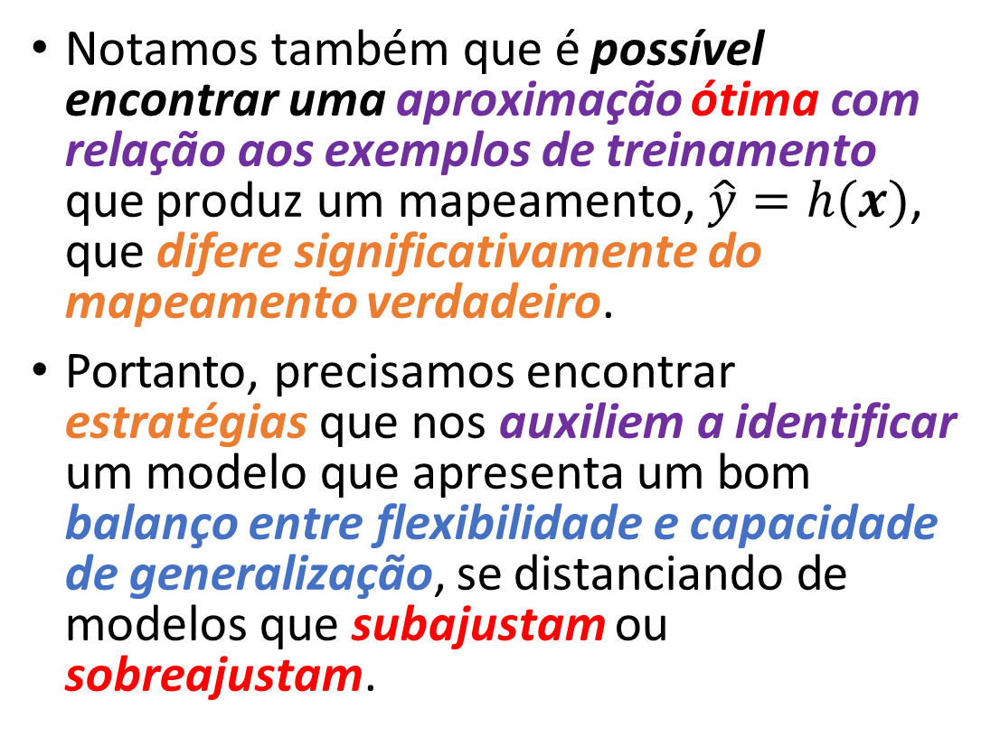 • Notamos também que é possível
encontrar uma aproximação ótima com
relação aos exemplos de treinamento
que produz um mapeamento, ŷ = h(x),
que difere significativamente do
mapeamento verdadeiro.
• Portanto, precisamos encontrar
estratégias que nos auxiliem a identificar
um modelo que apresenta um bom
balanço entre flexibilidade e capacidade
de generalização, se distanciando de
modelos que subajustam ou
sobreajustam.